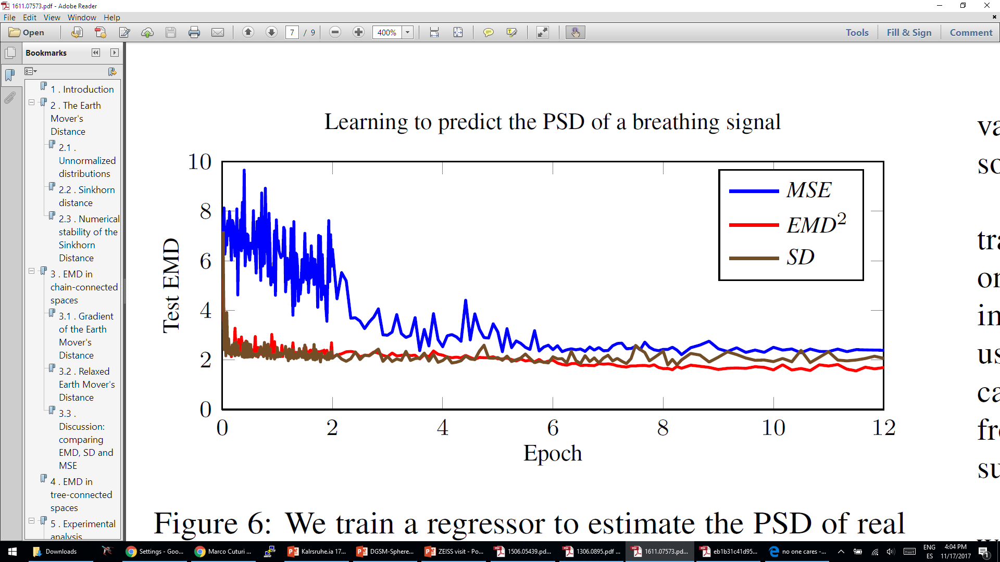 1611.07573.pdf - Adobe Reader
File Edit View Window Help
Open
7 / 9
400%
Tools
Fill & Sign
Comment
Bookmarks
1 . Introduction
2 . The Earth
Mover's
Distance
2.1 .
Unnormalized
distributions
2.2 . Sinkhorn
distance
2.3 . Numerical
stability of the
Sinkhorn
Distance
3 . EMD in
chain-connected
spaces
3.1 . Gradient
of the Earth
Mover's
Distance
3.2 . Relaxed
Earth Mover's
Distance
3.3 .
Discussion:
comparing
EMD, SD and
MSE
4 . EMD in
tree-connected
spaces
5 . Experimental
analysis
Learning to predict the PSD of a breathing signal
10
8
6
4
2
0
Test EMD
MSE
EMD²
SD
0 2 4 6 8 10 12
Epoch
Figure 6: We train a regressor to estimate the PSD of real
va
so
tra
on
in
us
ca
fro
su
Downloads
Settings - Goo...
Marco Cuturi ...
Kalrsruhe.ia 17...
DGSM-Sphere...
ZEISS visit - Po...
1506.05439.pd...
1306.0895.pdf ...
1611.07573.pd...
eb1b31c41d95...
no one cares -...
ENG
ES
4:04 PM
11/17/2017
1